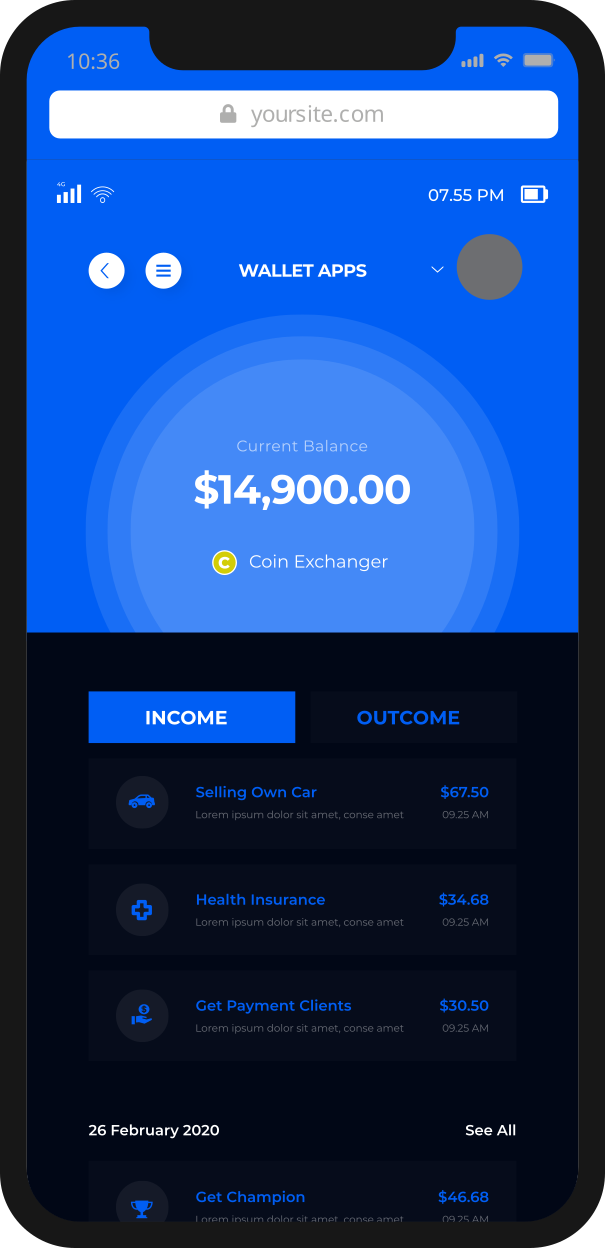 10:36
yoursite.com
4G
07.55 PM
WALLET APPS
Current Balance
$14,900.00
C Coin Exchanger
INCOME OUTCOME
Selling Own Car $67.50
Lorem ipsum dolor sit amet, conse amet 09.25 AM
Health Insurance $34.68
Lorem ipsum dolor sit amet, conse amet 09.25 AM
Get Payment Clients $30.50
Lorem ipsum dolor sit amet, conse amet 09.25 AM
26 February 2020 See All
Get Champion $46.68
Lorem ipsum dolor sit amet, conse amet 09.25 AM